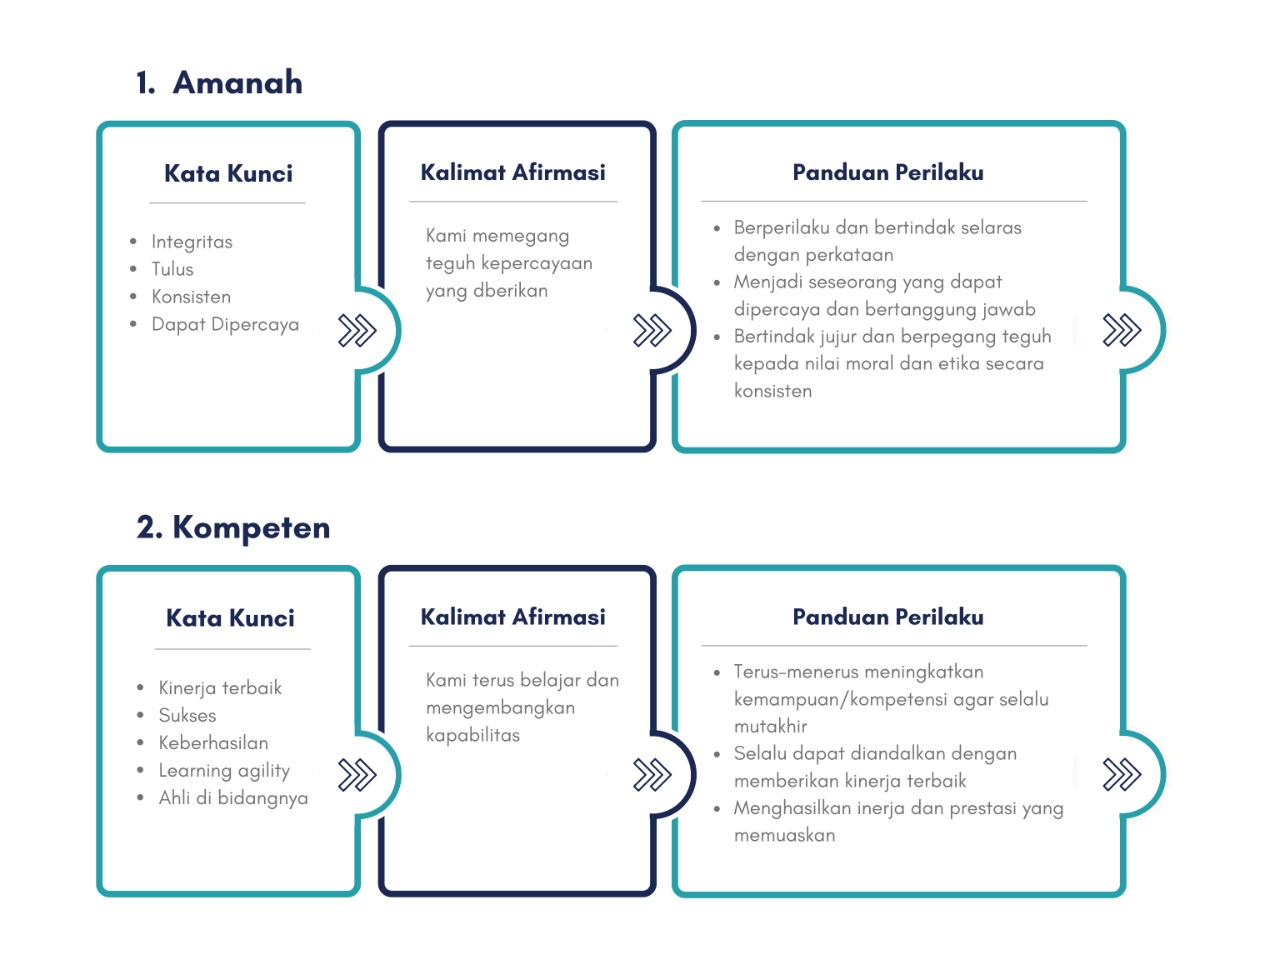 1. Amanah
Kata Kunci
• Integritas
• Tulus
• Konsisten
• Dapat Dipercaya
Kalimat Afirmasi
Kami memegang
teguh kepercayaan
yang dberikan
Panduan Perilaku
• Berperilaku dan bertindak selaras
dengan perkataan
• Menjadi seseorang yang dapat
dipercaya dan bertanggung jawab
• Bertindak jujur dan berpegang teguh
kepada nilai moral dan etika secara
konsisten
2. Kompeten
Kata Kunci
• Kinerja terbaik
• Sukses
• Keberhasilan
• Learning agility
• Ahli di bidangnya
Kalimat Afirmasi
Kami terus belajar dan
mengembangkan
kapabilitas
Panduan Perilaku
• Terus-menerus meningkatkan
kemampuan/kompetensi agar selalu
mutakhir
• Selalu dapat diandalkan dengan
memberikan kinerja terbaik
• Menghasilkan inerja dan prestasi yang
memuaskan